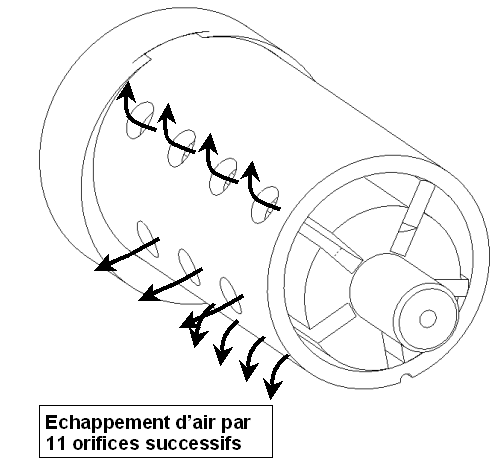 Echappement d'air par
11 orifices successifs